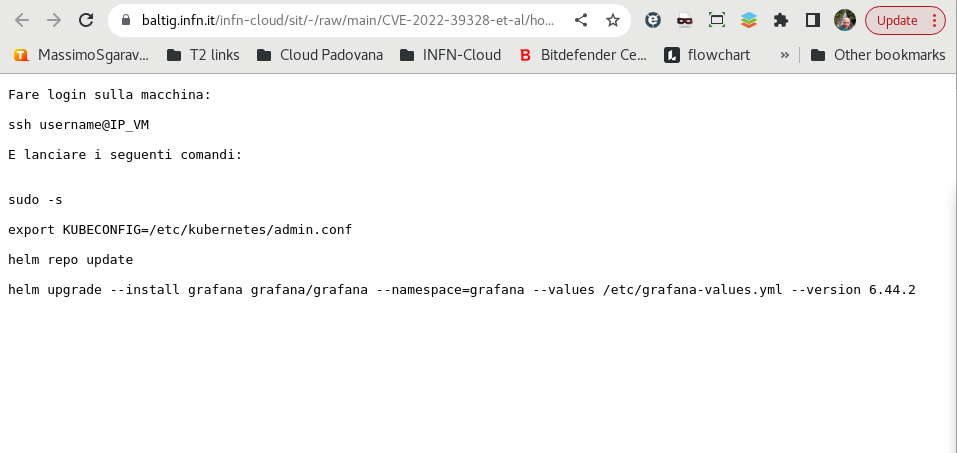 baltig.infn.it/infn-cloud/sit/-/raw/main/CVE-2022-39328-et-al/ho...
Update
MassimoSgarav...
T2 links
Cloud Padovana
INFN-Cloud
B
Bitdefender Ce...
flowchart
»
Other bookmarks
Fare login sulla macchina:
ssh username@IP_VM
E lanciare i seguenti comandi:
sudo -s
export KUBECONFIG=/etc/kubernetes/admin.conf
helm repo update
helm upgrade --install grafana grafana/grafana --namespace=grafana --values /etc/grafana-values.yml --version 6.44.2